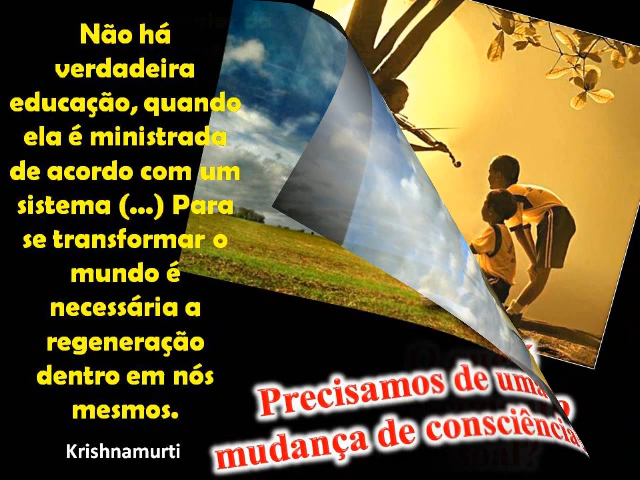 Não há
verdadeira
educação, quando
ela é ministrada
de acordo com um
sistema (...) Para
se transformar o
mundo é
necessária a
regeneração
dentro em nós
mesmos.
Krishnamurti
Precisamos de uma
mudança de consciência